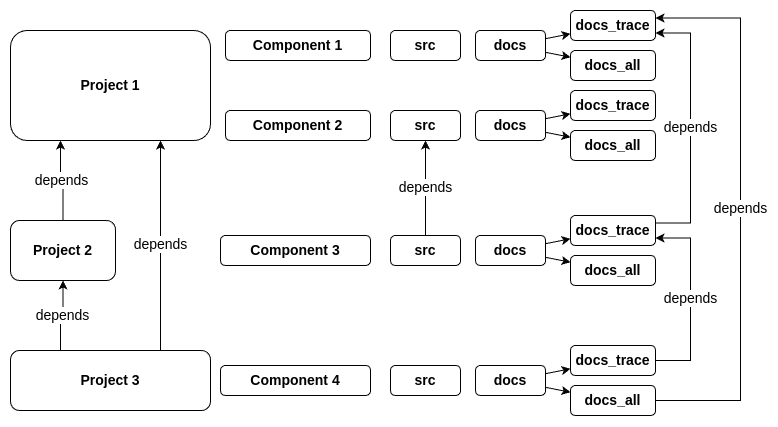 docs_trace
Component 1 src docs
docs_all
Project 1
docs_trace
Component 2 src docs
depends
docs_all
depends
depends
depends
docs_trace
depends
Project 2 Component 3 src docs
docs_all
depends
depends
docs_trace
Project 3 Component 4 src docs
docs_all